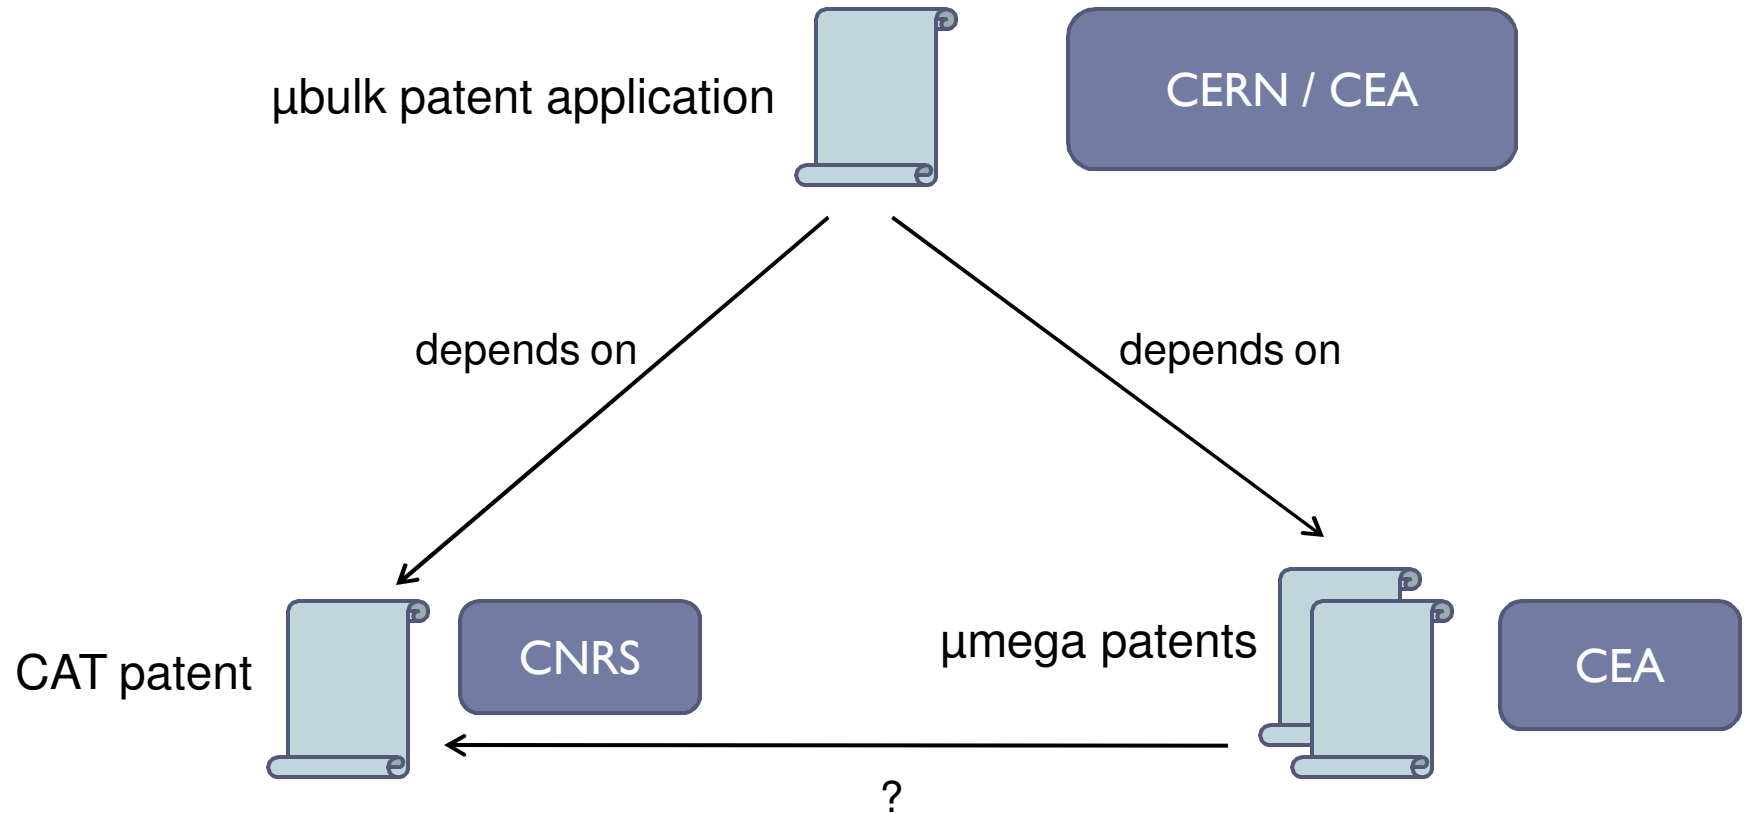 µbulk patent application
CERN / CEA
depends on
depends on
CAT patent
CNRS
µmega patents
CEA
?